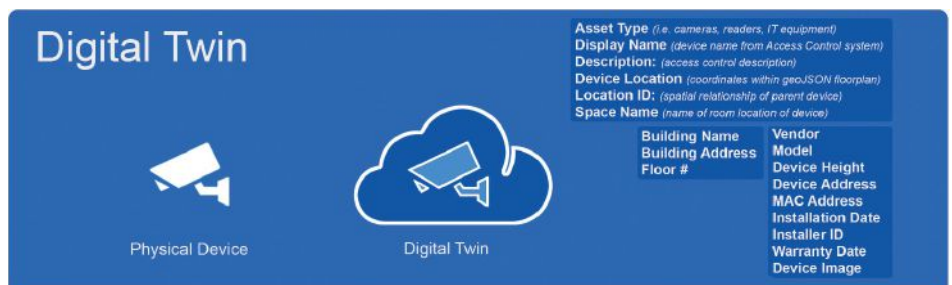 Digital Twin
Asset Type (i.e. cameras, readers, IT equipment)
Display Name (device name from Access Control system)
Description: (access control description)
Device Location (coordinates within geoJSON floorplan)
Location ID: (spatial relationship of parent device)
Space Name (name of room location of device)
Building Name
Building Address
Floor #
Vendor
Model
Device Height
Device Address
MAC Address
Installation Date
Installer ID
Warranty Date
Device Image
Physical Device
Digital Twin